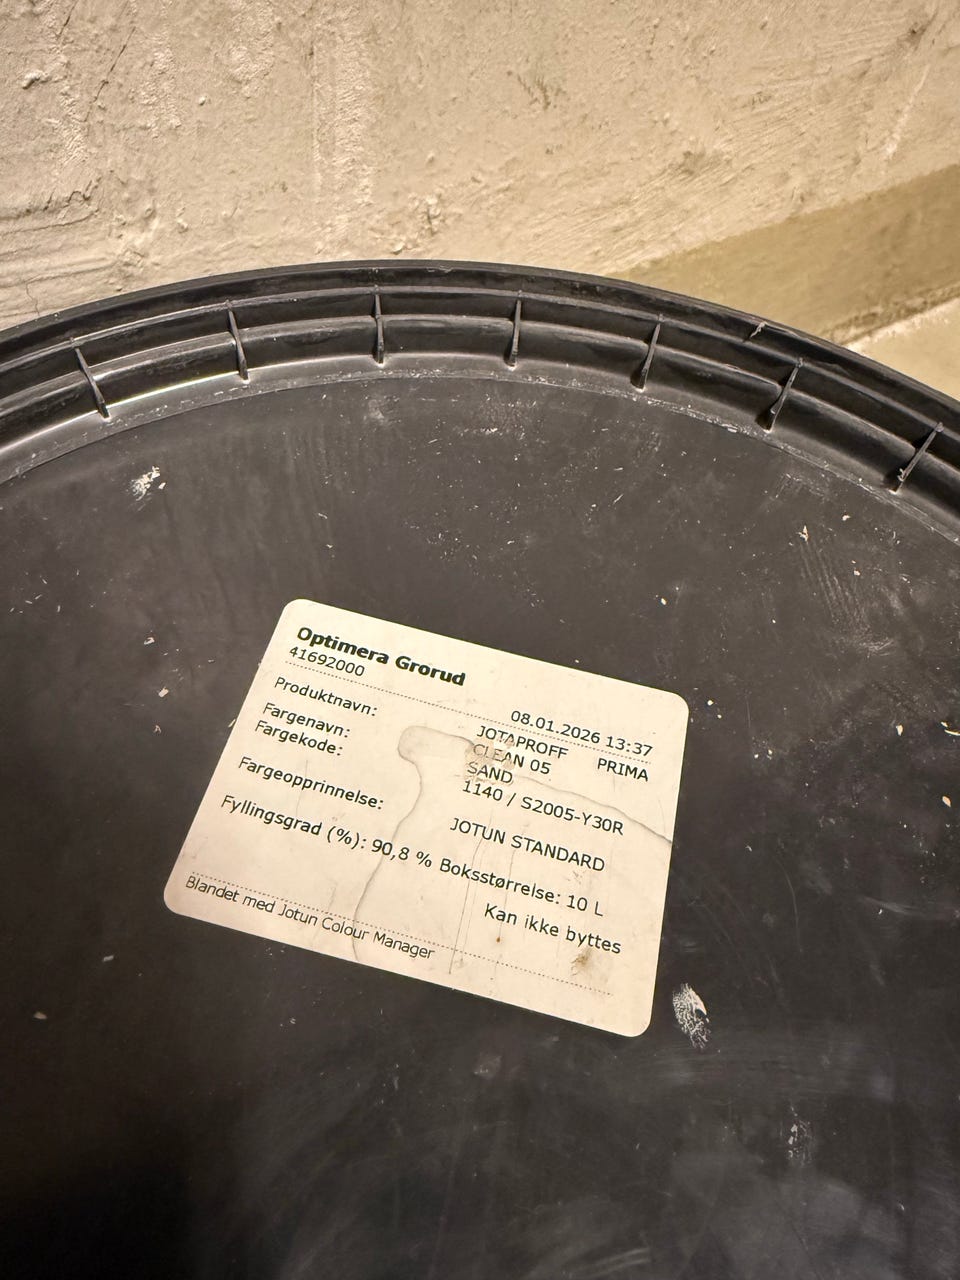 Optimera Grorud
41692000
08.01.2026 13:37
Produktnavn: JOTAPROFF PRIMA
CLEAN 05
Fargenavn: SAND
Fargekode: 1140 / S2005-Y30R
Fargeopprinnelse: JOTUN STANDARD
Fyllingsgrad (%): 90,8 % Boksstørrelse: 10 L
Kan ikke byttes
Blandet med Jotun Colour Manager